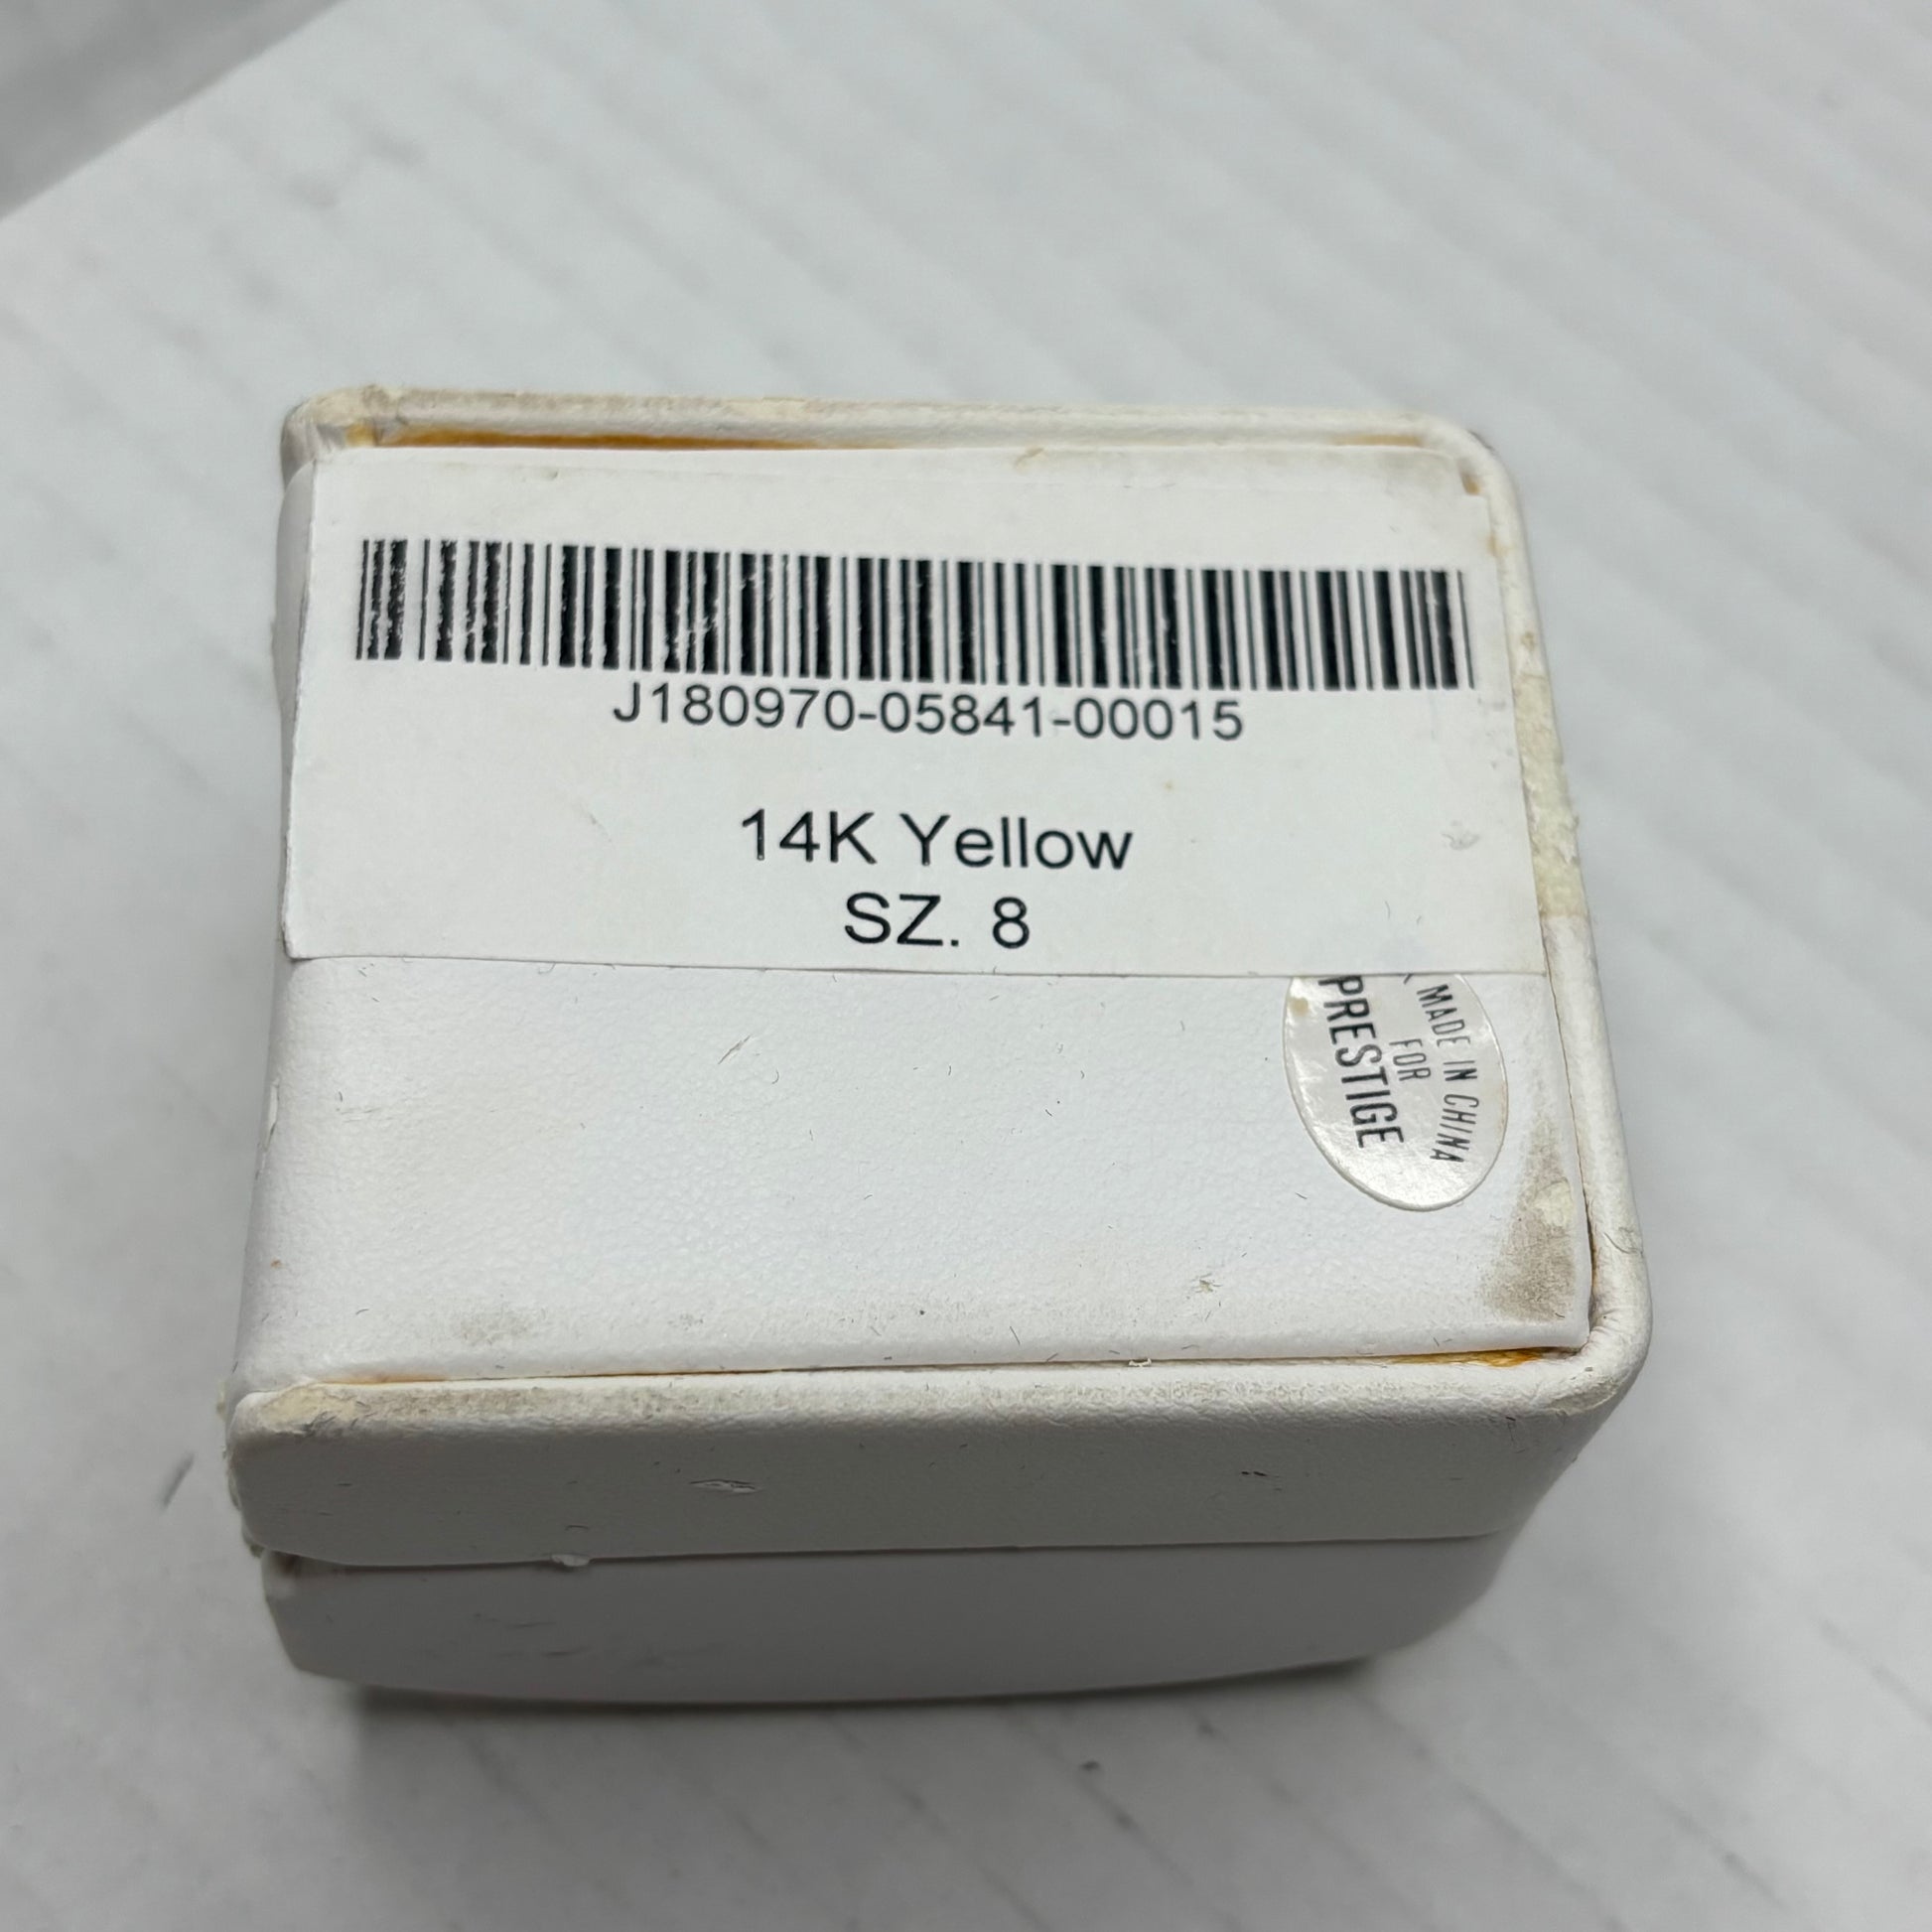 J180970-05841-00015
14K Yellow
SZ. 8
MADE IN CHINA
FOR
PRESTIGE